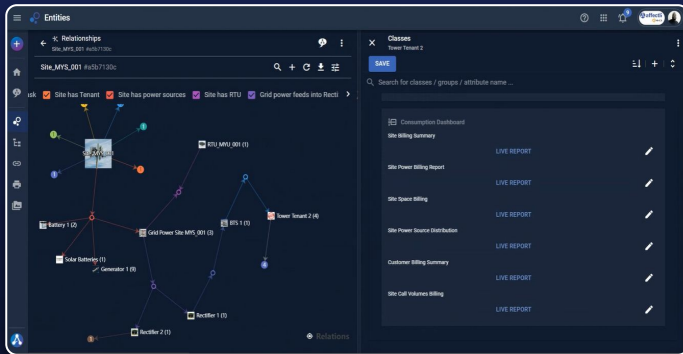 Entities
9
affecti
Relationships
Site_MYS_001 #a5b7130c
Site_MYS_001 #a5b7130c
sk
Site has Tenant
Site has power sources
Site has RTU
Grid power feeds into Recti
RTU_MYU_001 (1)
Battery 1 (2)
Grid Power Site MYS_001 (3)
BTS 1 (1)
Tower Tenant 2 (4)
Solar Batteries (1)
Generator 1 (9)
4
Rectifier 1 (1)
Rectifier 2 (1)
Relations
Classes
Tower Tenant 2
SAVE
Search for classes / groups / attribute name ...
Consumption Dashboard
Site Billing Summary
LIVE REPORT
Site Power Billing Report
LIVE REPORT
Site Space Billing
LIVE REPORT
Site Power Source Distribution
LIVE REPORT
Customer Billing Summary
LIVE REPORT
Site Call Volumes Billing
LIVE REPORT